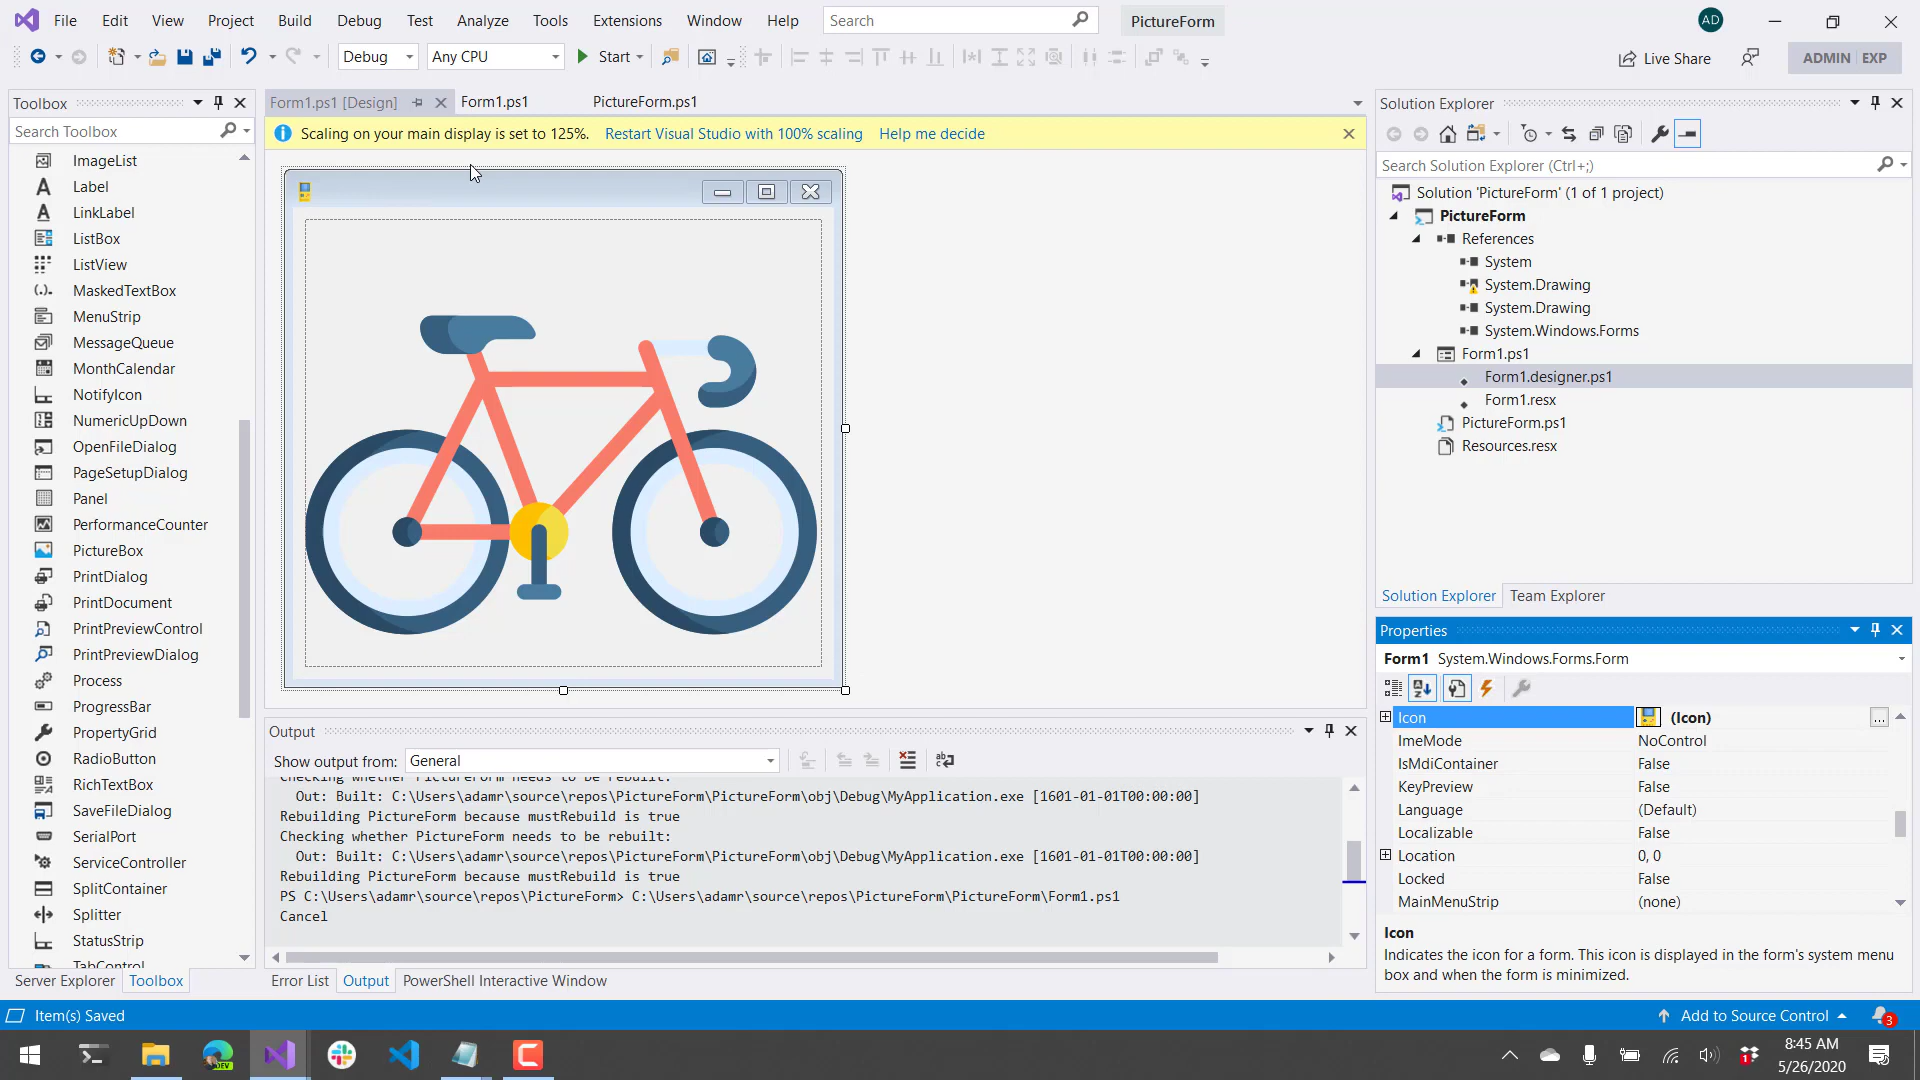 File Edit View Project Build Debug Test Analyze Tools Extensions Window Help Search PictureForm AD
Debug Any CPU Start Live Share ADMIN EXP
Toolbox
Search Toolbox
ImageList
Label
LinkLabel
ListBox
ListView
MaskedTextBox
MenuStrip
MessageQueue
MonthCalendar
NotifyIcon
NumericUpDown
OpenFileDialog
PageSetupDialog
Panel
PerformanceCounter
PictureBox
PrintDialog
PrintDocument
PrintPreviewControl
PrintPreviewDialog
Process
ProgressBar
PropertyGrid
RadioButton
RichTextBox
SaveFileDialog
SerialPort
ServiceController
SplitContainer
Splitter
StatusStrip
TabControl
Server Explorer Toolbox
Form1.ps1 [Design] Form1.ps1 PictureForm.ps1
Scaling on your main display is set to 125%. Restart Visual Studio with 100% scaling Help me decide
Output
Show output from: General
Checking whether PictureForm needs to be rebuilt:
Out: Built: C:\Users\adamr\source\repos\PictureForm\PictureForm\obj\Debug\MyApplication.exe [1601-01-01T00:00:00]
Rebuilding PictureForm because mustRebuild is true
Checking whether PictureForm needs to be rebuilt:
Out: Built: C:\Users\adamr\source\repos\PictureForm\PictureForm\obj\Debug\MyApplication.exe [1601-01-01T00:00:00]
Rebuilding PictureForm because mustRebuild is true
PS C:\Users\adamr\source\repos\PictureForm> C:\Users\adamr\source\repos\PictureForm\PictureForm\Form1.ps1
Cancel
Error List Output PowerShell Interactive Window
Solution Explorer
Search Solution Explorer (Ctrl+;)
Solution 'PictureForm' (1 of 1 project)
PictureForm
References
System
System.Drawing
System.Drawing
System.Windows.Forms
Form1.ps1
Form1.designer.ps1
Form1.resx
PictureForm.ps1
Resources.resx
Solution Explorer Team Explorer
Properties
Form1 System.Windows.Forms.Form
Icon (Icon) ...
ImeMode NoControl
IsMdiContainer False
KeyPreview False
Language (Default)
Localizable False
Location 0, 0
Locked False
MainMenuStrip (none)
Icon
Indicates the icon for a form. This icon is displayed in the form's system menu
box and when the form is minimized.
Item(s) Saved Add to Source Control 3
DEV
8:45 AM
5/26/2020